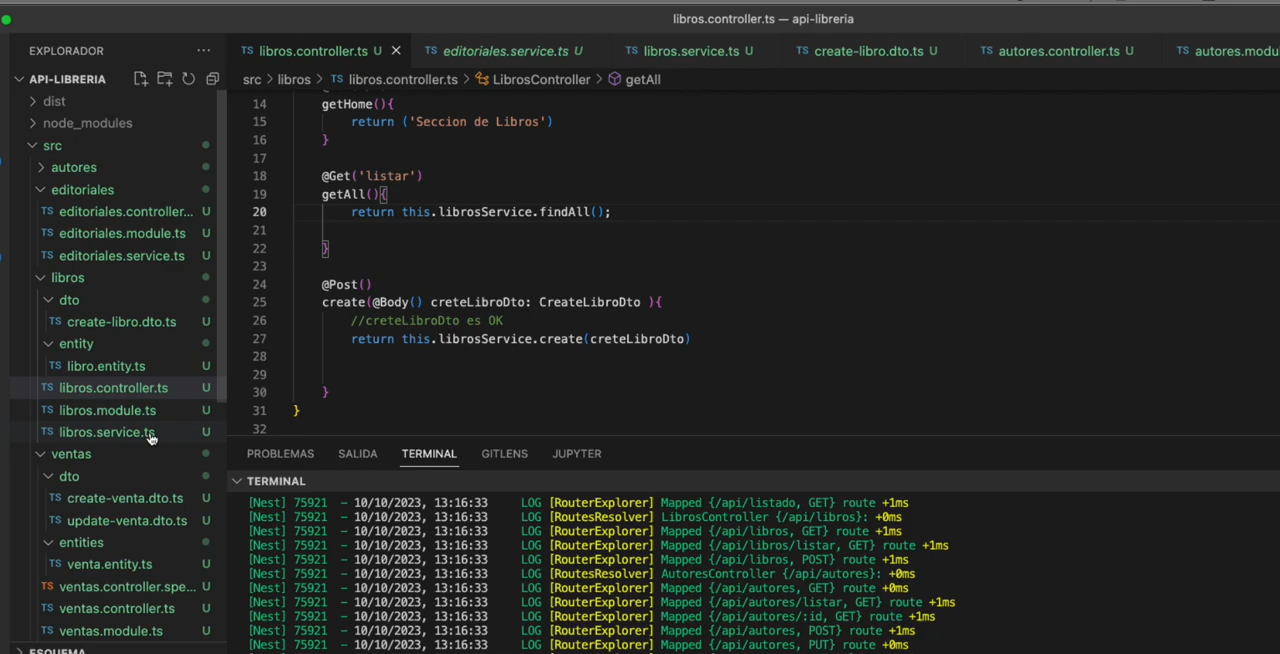 libros.controller.ts — api-libreria
EXPLORADOR ...
API-LIBRERIA
dist
node_modules
src
autores
editoriales
TS editoriales.controller... U
TS editoriales.module.ts U
TS editoriales.service.ts U
libros
dto
TS create-libro.dto.ts U
entity
TS libro.entity.ts U
TS libros.controller.ts U
TS libros.module.ts U
TS libros.service.ts U
ventas
dto
TS create-venta.dto.ts U
TS update-venta.dto.ts U
entities
TS venta.entity.ts U
TS ventas.controller.spe... U
TS ventas.controller.ts U
TS ventas.module.ts U
ESQUEMA
TS libros.controller.ts U TS editoriales.service.ts U TS libros.service.ts U TS create-libro.dto.ts U TS autores.controller.ts U TS autores.modu
src > libros > TS libros.controller.ts > LibrosController > getAll
14 getHome(){
15 return ('Seccion de Libros')
16 }
17
18 @Get('listar')
19 getAll(){
20 return this.librosService.findAll();
21
22 }
23
24 @Post()
25 create(@Body() creteLibroDto: CreateLibroDto ){
26 //creteLibroDto es OK
27 return this.librosService.create(creteLibroDto)
28
29
30 }
31 }
32
PROBLEMAS SALIDA TERMINAL GITLENS JUPYTER
TERMINAL
[Nest] 75921 - 10/10/2023, 13:16:33 LOG [RouterExplorer] Mapped {/api/listado, GET} route +1ms
[Nest] 75921 - 10/10/2023, 13:16:33 LOG [RoutesResolver] LibrosController {/api/libros}: +0ms
[Nest] 75921 - 10/10/2023, 13:16:33 LOG [RouterExplorer] Mapped {/api/libros, GET} route +1ms
[Nest] 75921 - 10/10/2023, 13:16:33 LOG [RouterExplorer] Mapped {/api/libros/listar, GET} route +1ms
[Nest] 75921 - 10/10/2023, 13:16:33 LOG [RouterExplorer] Mapped {/api/libros, POST} route +1ms
[Nest] 75921 - 10/10/2023, 13:16:33 LOG [RoutesResolver] AutoresController {/api/autores}: +0ms
[Nest] 75921 - 10/10/2023, 13:16:33 LOG [RouterExplorer] Mapped {/api/autores, GET} route +0ms
[Nest] 75921 - 10/10/2023, 13:16:33 LOG [RouterExplorer] Mapped {/api/autores/listar, GET} route +1ms
[Nest] 75921 - 10/10/2023, 13:16:33 LOG [RouterExplorer] Mapped {/api/autores/:id, GET} route +1ms
[Nest] 75921 - 10/10/2023, 13:16:33 LOG [RouterExplorer] Mapped {/api/autores, POST} route +1ms
[Nest] 75921 - 10/10/2023, 13:16:33 LOG [RouterExplorer] Mapped {/api/autores, PUT} route +0ms